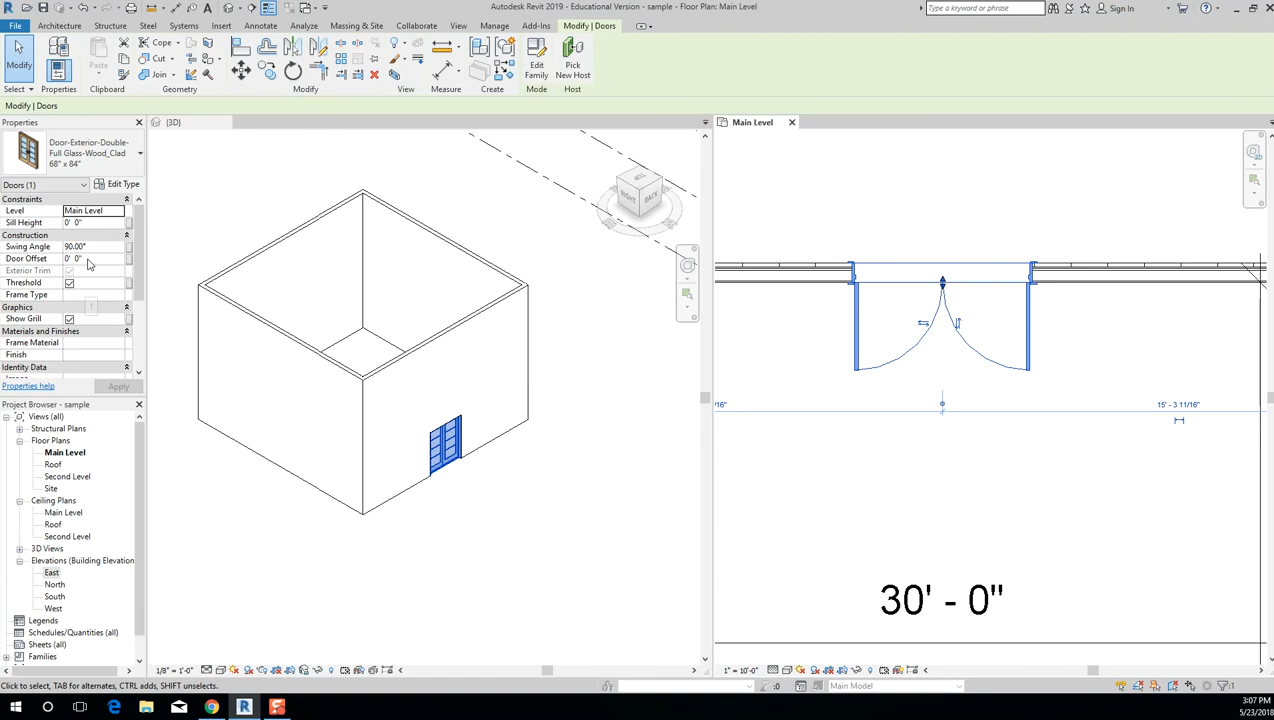 Autodesk Revit 2019 - Educational Version - sample - Floor Plan: Main Level
Type a keyword or phrase
Sign In
File Architecture Structure Steel Systems Insert Annotate Analyze Massing & Site Collaborate View Manage Add-Ins Modify | Doors
Modify
Properties
Paste
Cope
Cut
Join
Edit
Family
Pick
New Host
Select Properties Clipboard Geometry Modify View Measure Create Mode Host
Modify | Doors
Properties
Door-Exterior-Double-
Full Glass-Wood_Clad
68" x 84"
Doors (1)
Edit Type
Constraints
Level Main Level
Sill Height 0' 0"
Construction
Swing Angle 90.00°
Door Offset 0' 0"
Exterior Trim
Threshold
Frame Type
Graphics
Show Grill
Materials and Finishes
Frame Material
Finish
Identity Data
Properties help
Apply
Project Browser - sample
Views (all)
Structural Plans
Floor Plans
Main Level
Roof
Second Level
Site
Ceiling Plans
Main Level
Roof
Second Level
3D Views
Elevations (Building Elevation
East
North
South
West
Legends
Schedules/Quantities (all)
Sheets (all)
Families
{3D}
RIGHT
BACK
1/8" = 1'-0"
Main Level
/16"
15' - 3 11/16"
30' - 0"
1" = 10'-0"
Click to select, TAB for alternates, CTRL adds, SHIFT unselects.
:0
Main Model
:1
3:07 PM
5/23/2018